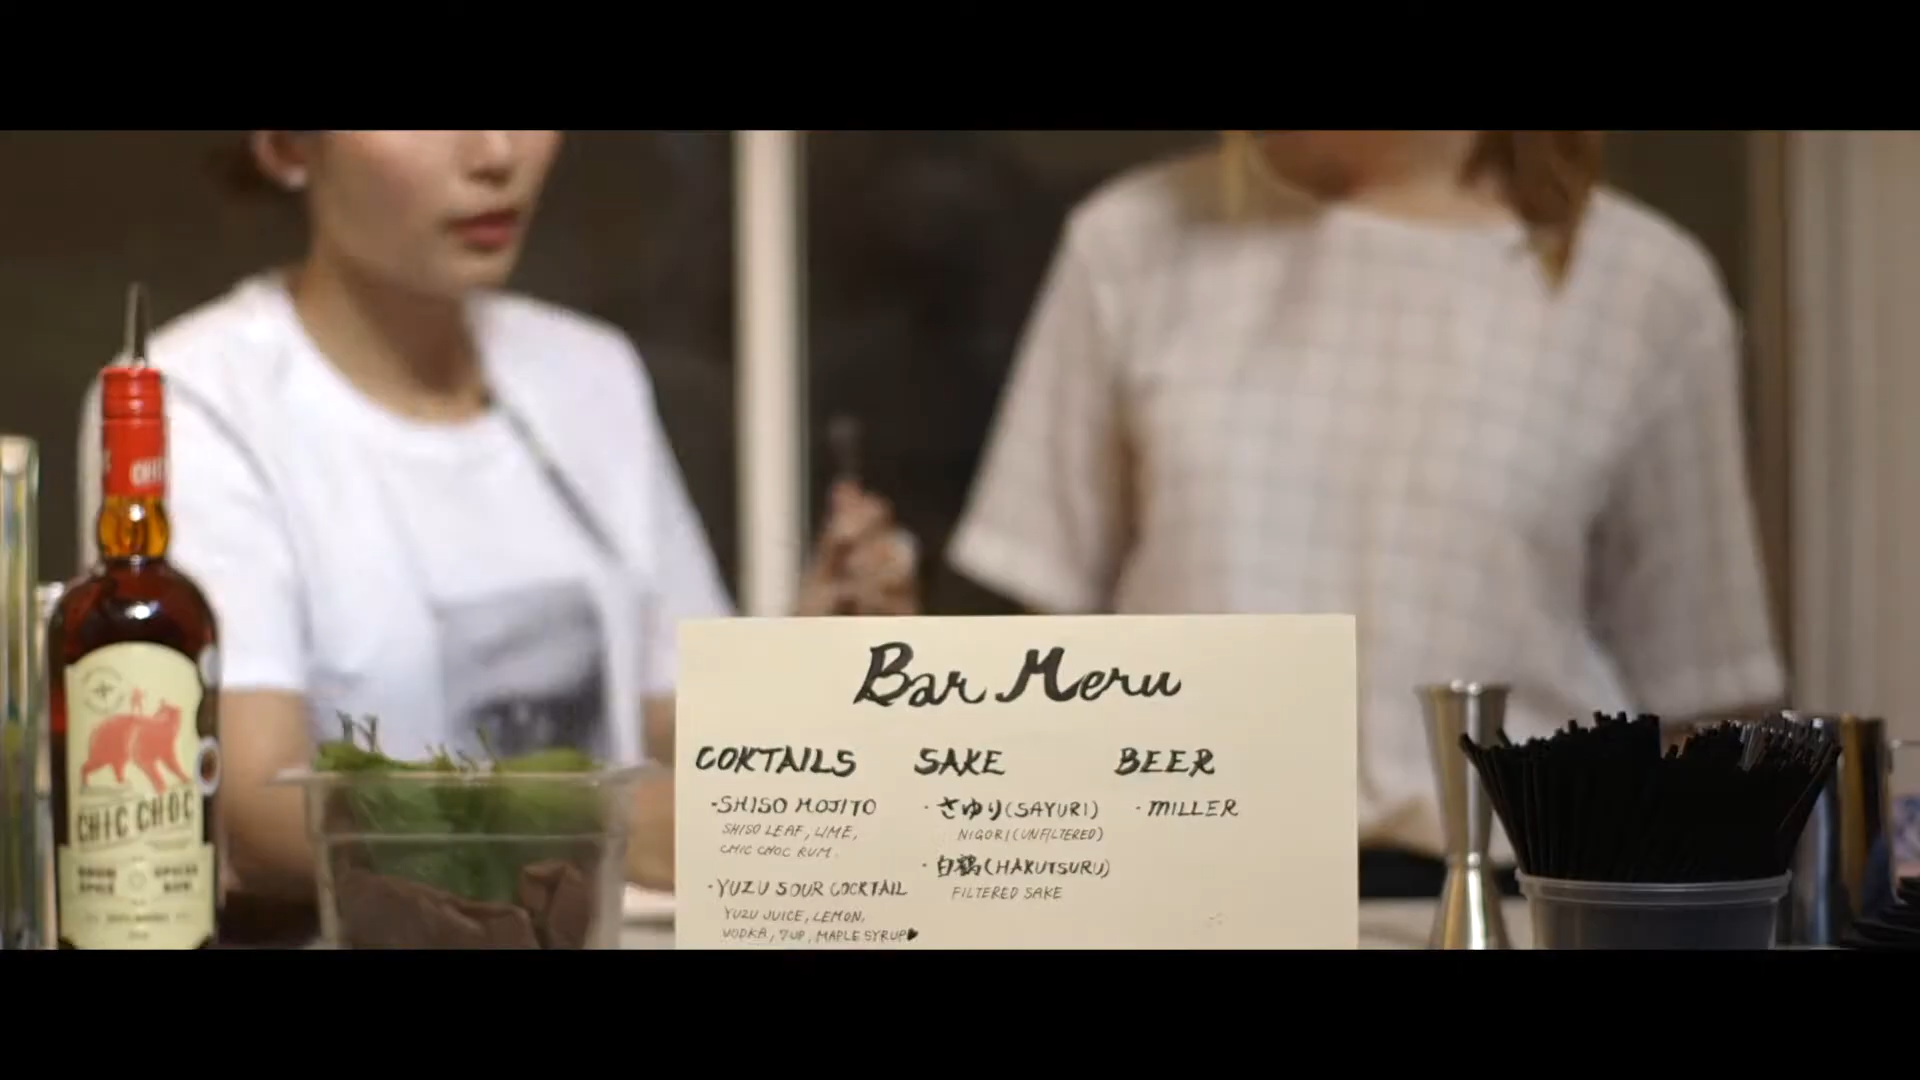 Bar Menu
COKTAILS
-SHISO MOJITO
SHISO LEAF, LIME,
CHIC CHOC RUM.
-YUZU SOUR COCKTAIL
YUZU JUICE, LEMON,
VODKA, 7UP, MAPLE SYRUP
SAKE
・さゆり(SAYURI)
NIGORI(UNFILTERED)
・白鶴(HAKUTSURU)
FILTERED SAKE
BEER
・MILLER
CHIC CHOC